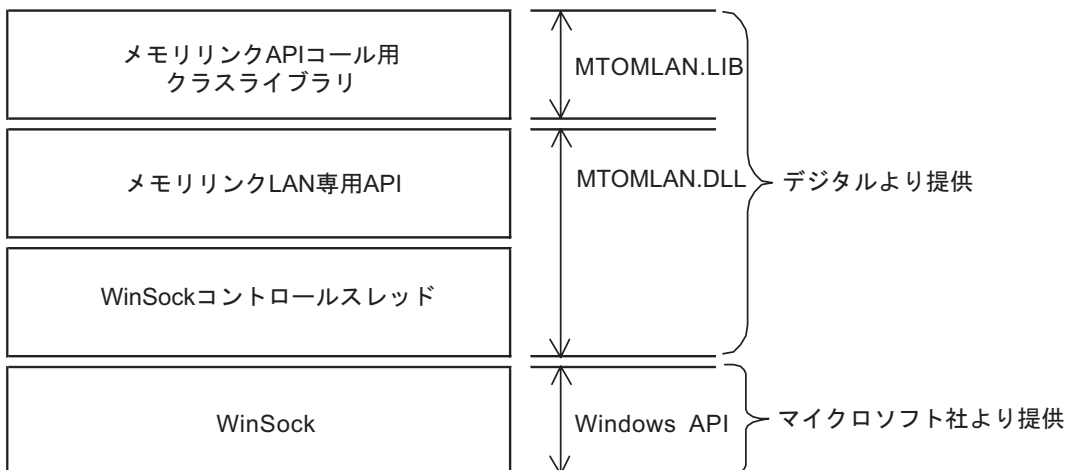 メモリリンクAPIコール用
クラスライブラリ
MTOMLAN.LIB
メモリリンクLAN専用API
MTOMLAN.DLL
デジタルより提供
WinSockコントロールスレッド
WinSock
Windows API
マイクロソフト社より提供